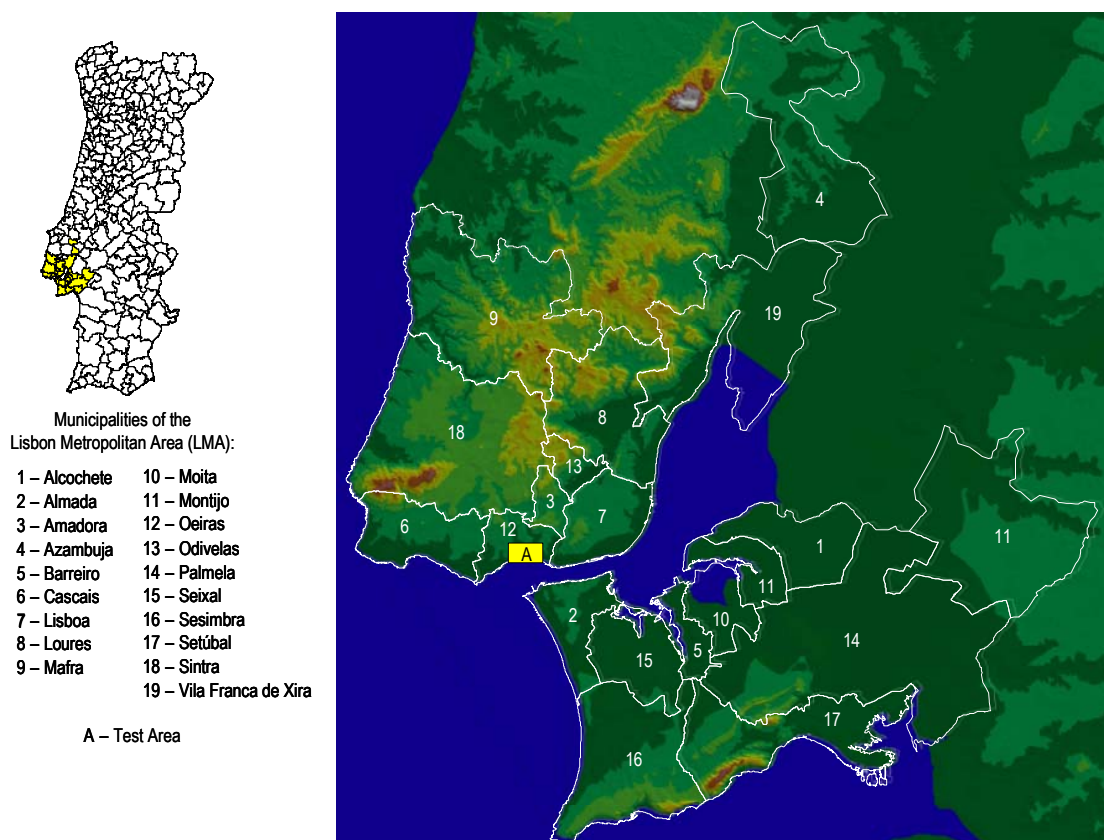 Municipalities of the
Lisbon Metropolitan Area (LMA):
1 – Alcochete
2 – Almada
3 – Amadora
4 – Azambuja
5 – Barreiro
6 – Cascais
7 – Lisboa
8 – Loures
9 – Mafra
10 – Moita
11 – Montijo
12 – Oeiras
13 – Odivelas
14 – Palmela
15 – Seixal
16 – Sesimbra
17 – Setúbal
18 – Sintra
19 – Vila Franca de Xira
A – Test Area
4
19
9
8
18
13
3
7
6
12
A
1
11
11
2
10
5
15
14
17
16